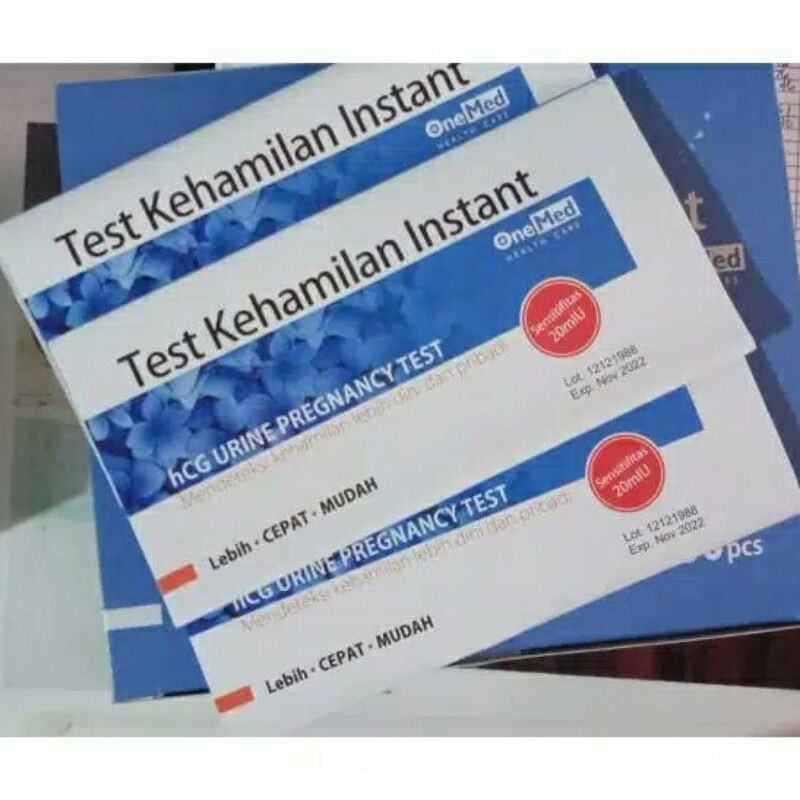 Test Kehamilan Instant
OneMed
HEALTH CARE
Test Kehamilan Instant
OneMed
HEALTH CARE
hCG URINE PREGNANCY TEST
Mendeteksi kehamilan lebih dini dan pribadi
Sensitifitas
20mIU
Lot. 12121988
Exp. Nov 2022
Lebih · CEPAT · MUDAH
hCG URINE PREGNANCY TEST
Mendeteksi kehamilan lebih dini dan pribadi
Sensitifitas
20mIU
Lot. 12121988
Exp. Nov 2022
Lebih · CEPAT · MUDAH
pcs